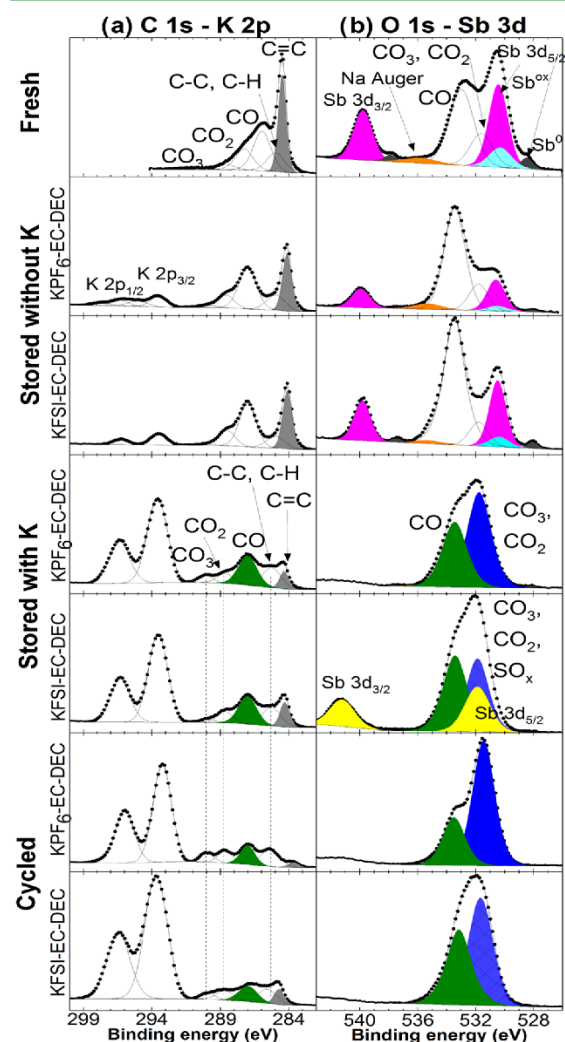 (a) C 1s - K 2p
(b) O 1s - Sb 3d
Fresh
C=C
C-C, C-H
CO
CO₂
CO₃
CO₃, CO₂
Sb 3d₅/₂
Na Auger
Sb 3d₃/₂
CO
Sbᵒˣ
Sb⁰
Stored without K
KPF₆-EC-DEC
K 2p₁/₂
K 2p₃/₂
KFSI-EC-DEC
Stored with K
KPF₆-EC-DEC
C-C, C-H
CO₂
C=C
CO₃
CO
CO
CO₃,
CO₂
KFSI-EC-DEC
CO₃,
CO₂,
SOₓ
Sb 3d₃/₂
Sb 3d₅/₂
Cycled
KPF₆-EC-DEC
KFSI-EC-DEC
299 294 289 284
540 536 532 528
Binding energy (eV)
Binding energy (eV)